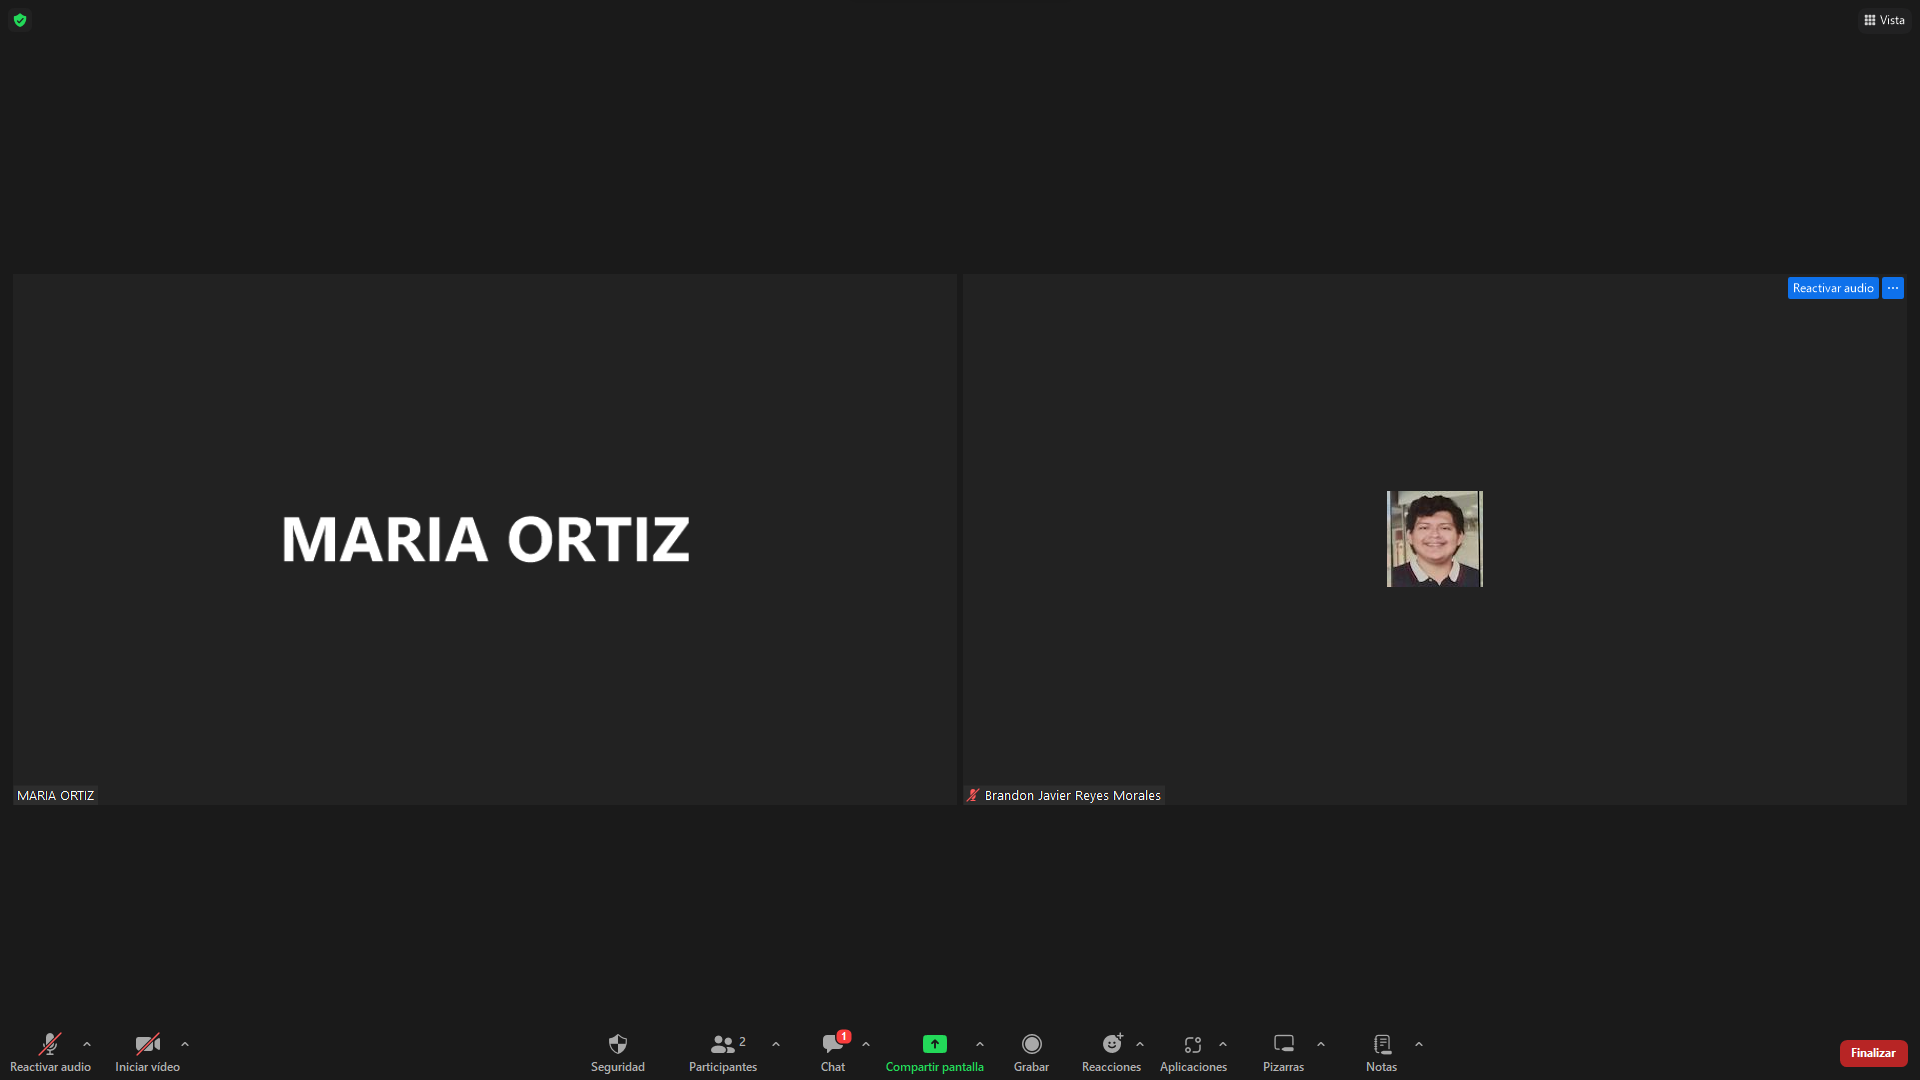 Vista
Reactivar audio
MARIA ORTIZ
MARIA ORTIZ
Brandon Javier Reyes Morales
Reactivar audio
Iniciar vídeo
Seguridad
2
Participantes
1
Chat
Compartir pantalla
Grabar
Reacciones
Aplicaciones
Pizarras
Notas
Finalizar